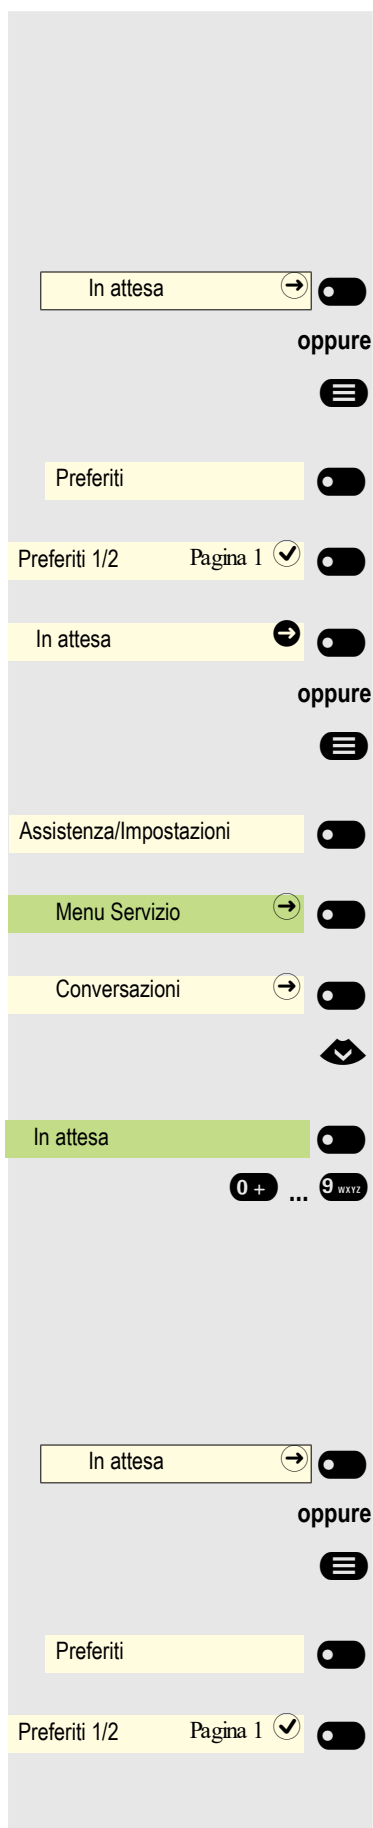 In attesa
oppure
Preferiti
Preferiti 1/2 Pagina 1
In attesa
oppure
Assistenza/Impostazioni
Menu Servizio
Conversazioni
In attesa
0 + ... 9 WXYZ
In attesa
oppure
Preferiti
Preferiti 1/2 Pagina 1